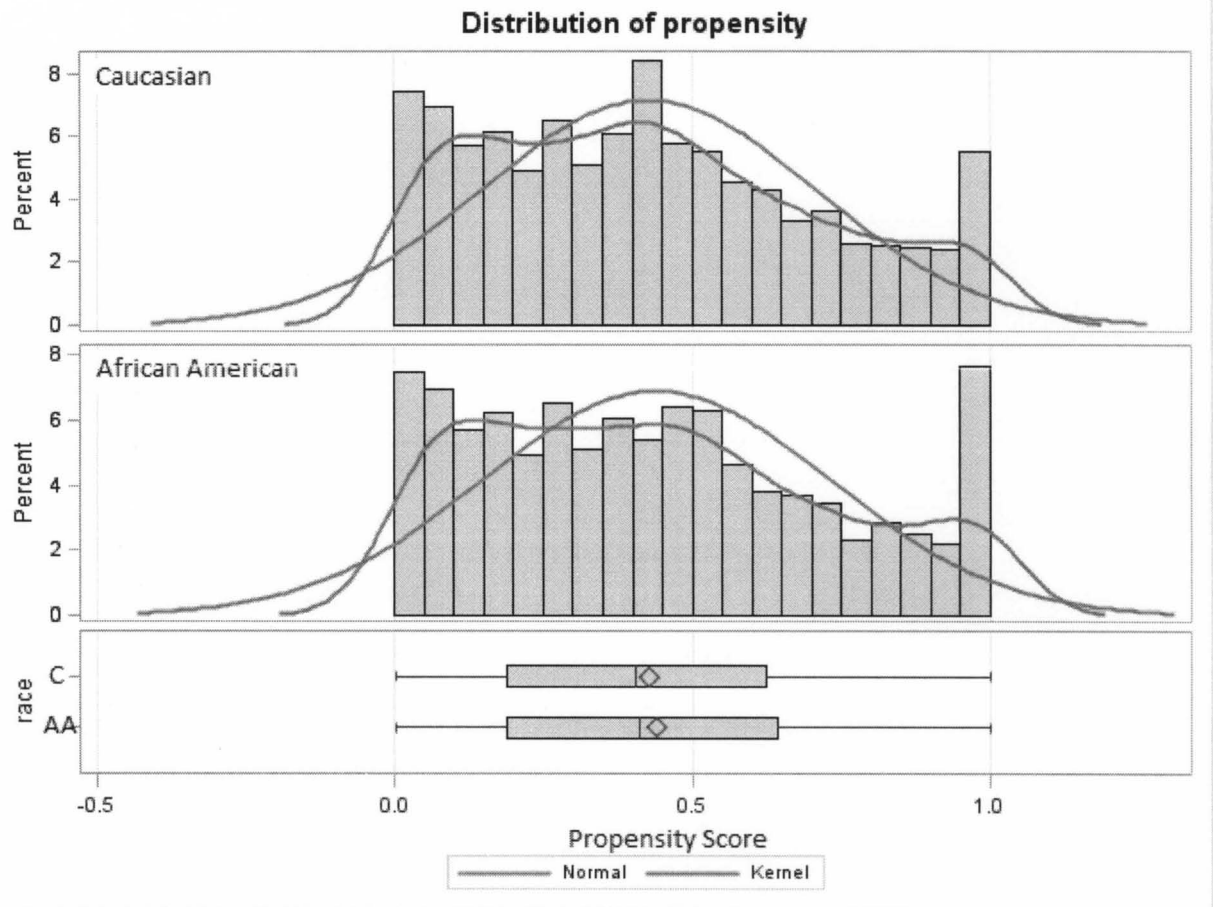 Distribution of propensity
Caucasian
Percent
8
6
4
2
0
African American
Percent
8
6
4
2
0
race
C
AA
-0.5
0.0
0.5
1.0
Propensity Score
Normal
Kernel